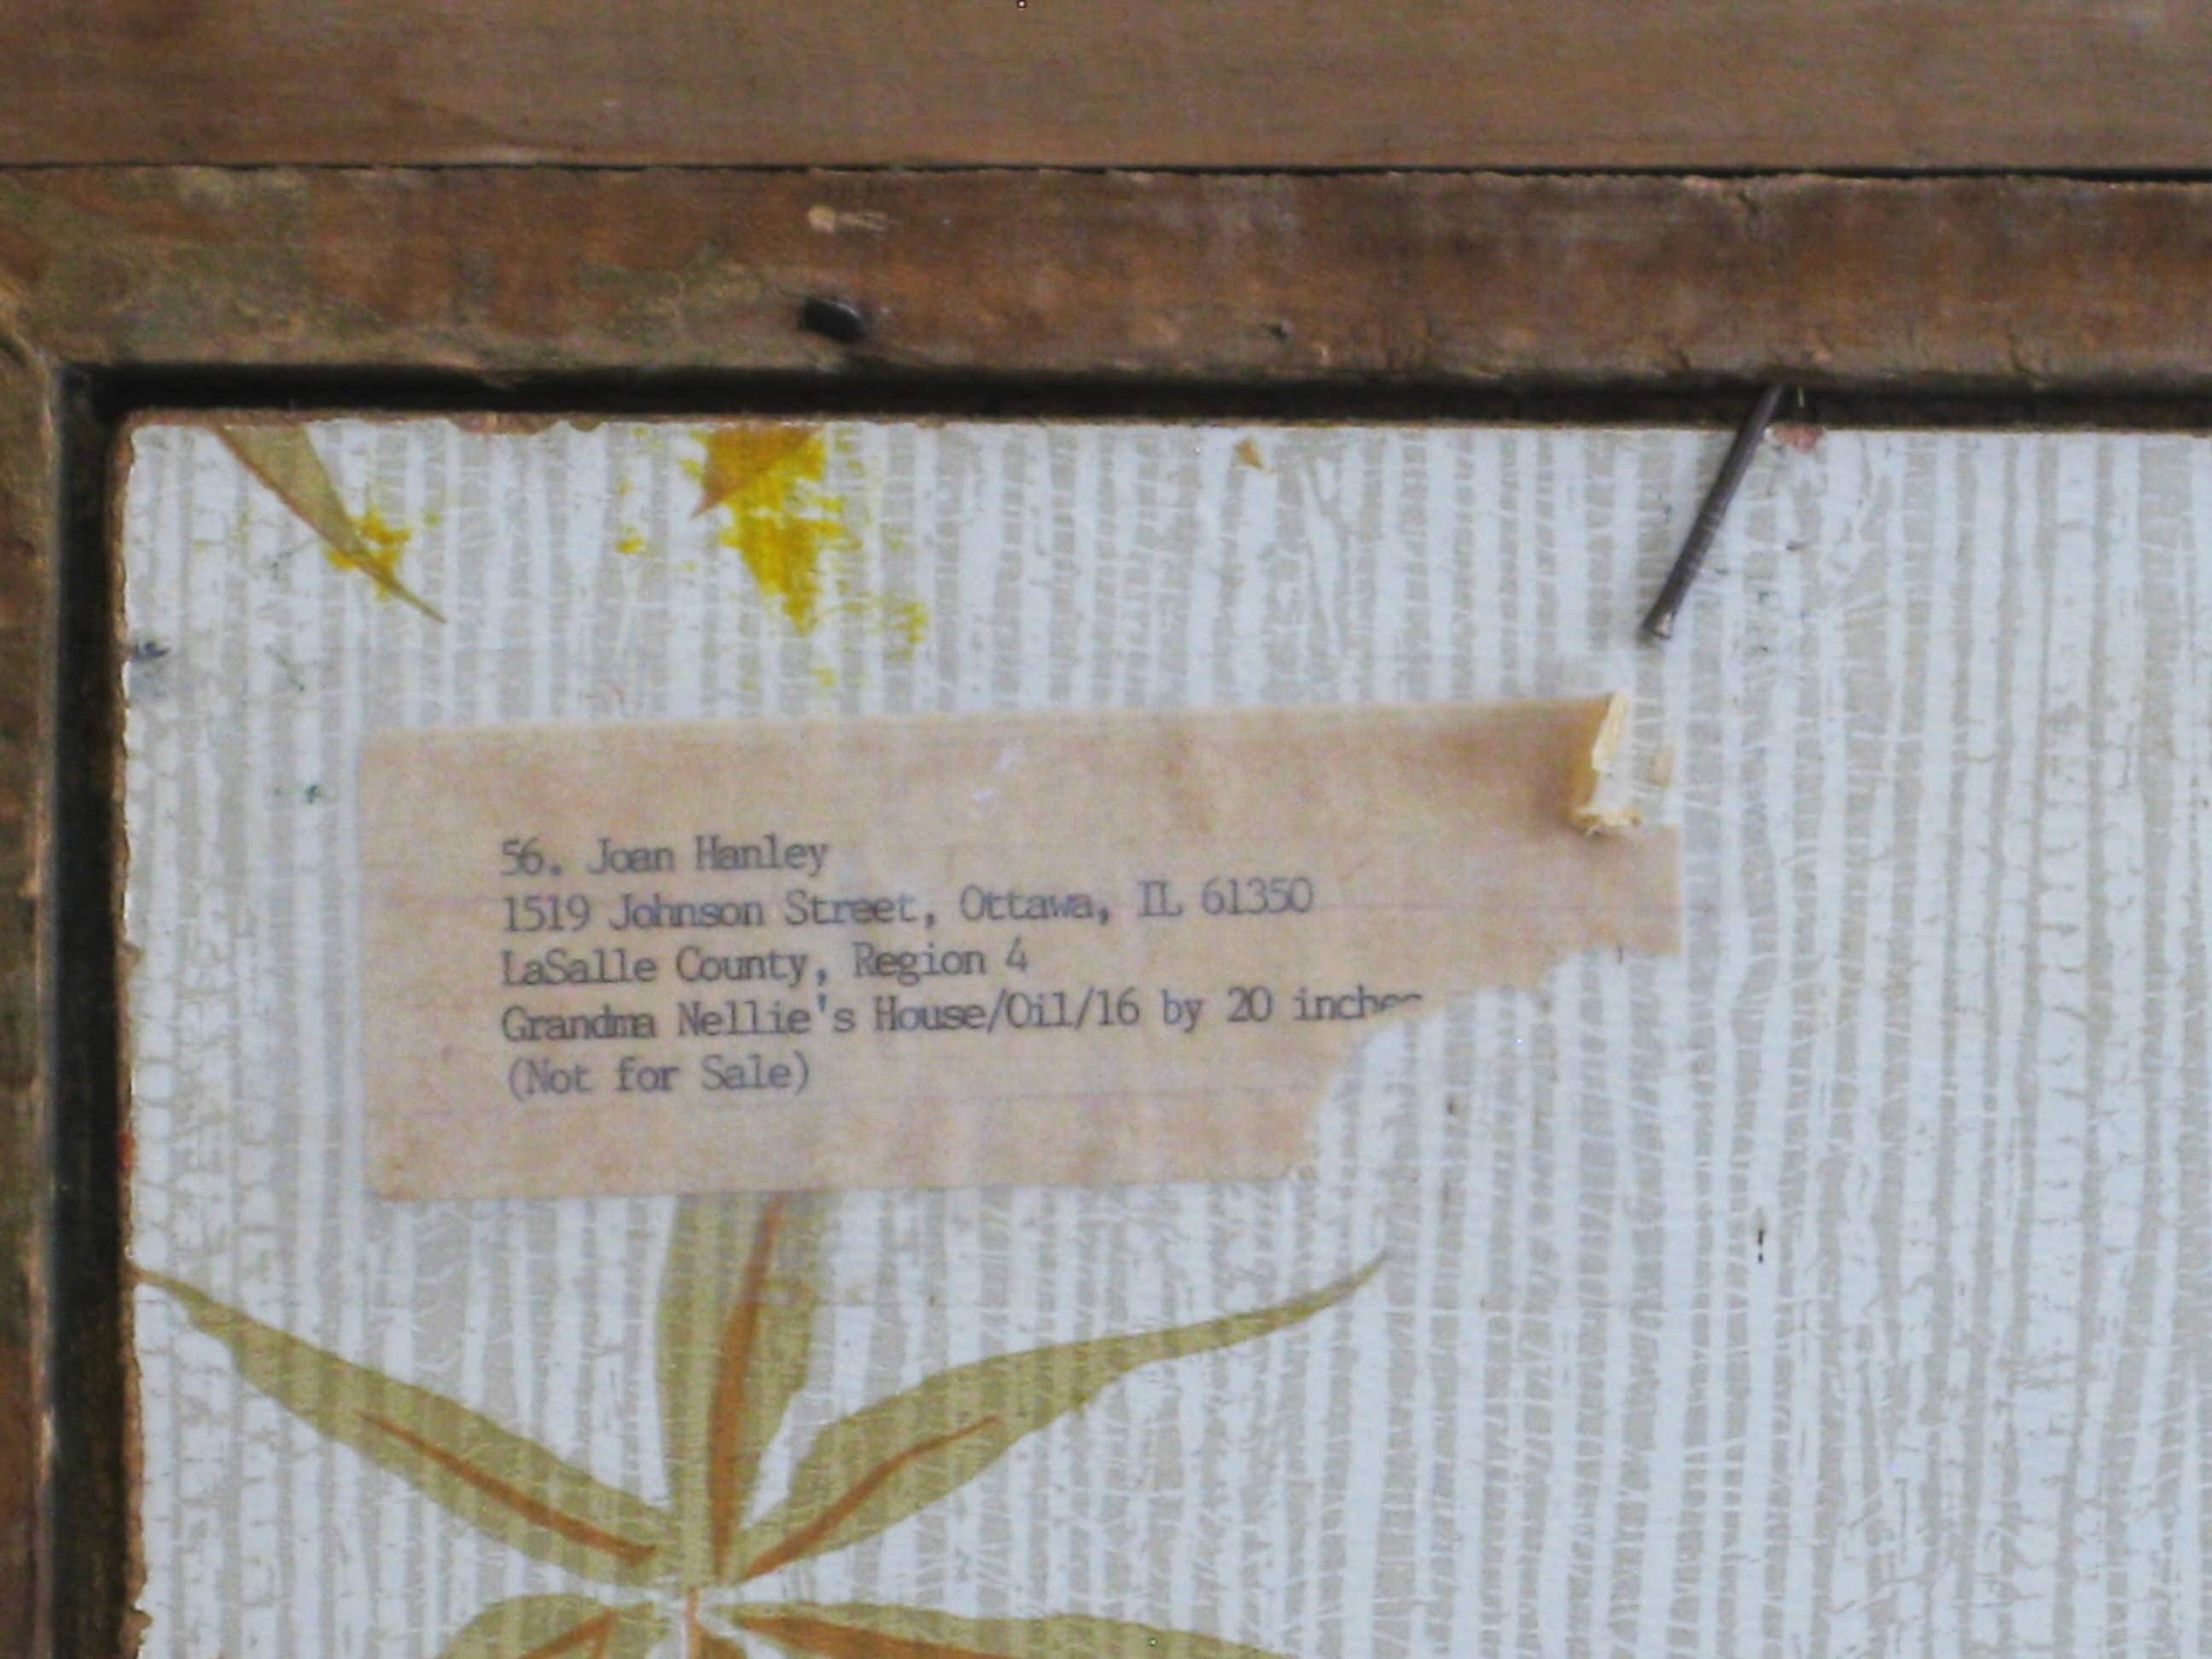 56. Joan Hanley
1519 Johnson Street, Ottawa, IL 61350
LaSalle County, Region 4
Grandma Nellie's House/Oil/16 by 20 inches
(Not for Sale)